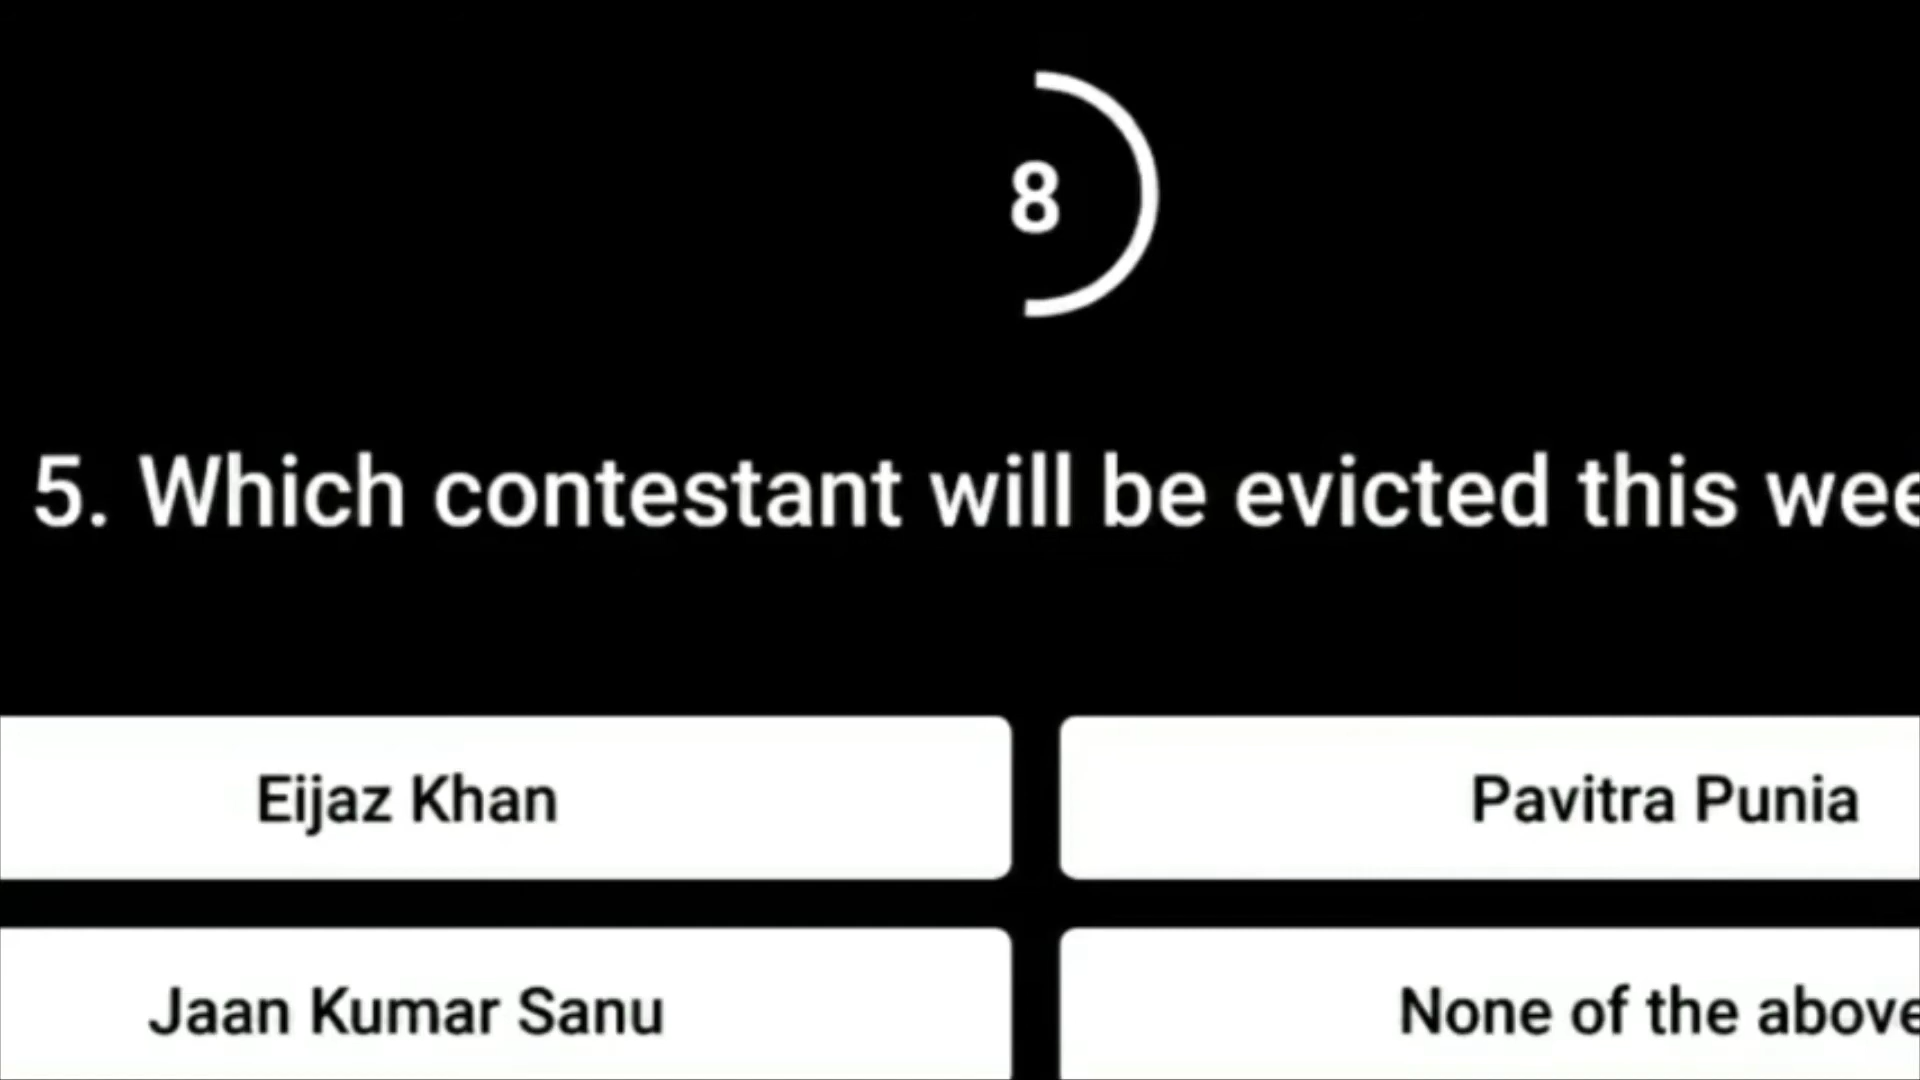 8
5. Which contestant will be evicted this wee
Eijaz Khan
Pavitra Punia
Jaan Kumar Sanu
None of the above